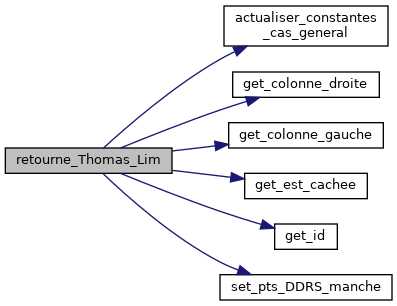 actualiser_constantes
_cas_general
get_colonne_droite
get_colonne_gauche
retourne_Thomas_Lim
get_est_cachee
get_id
set_pts_DDRS_manche